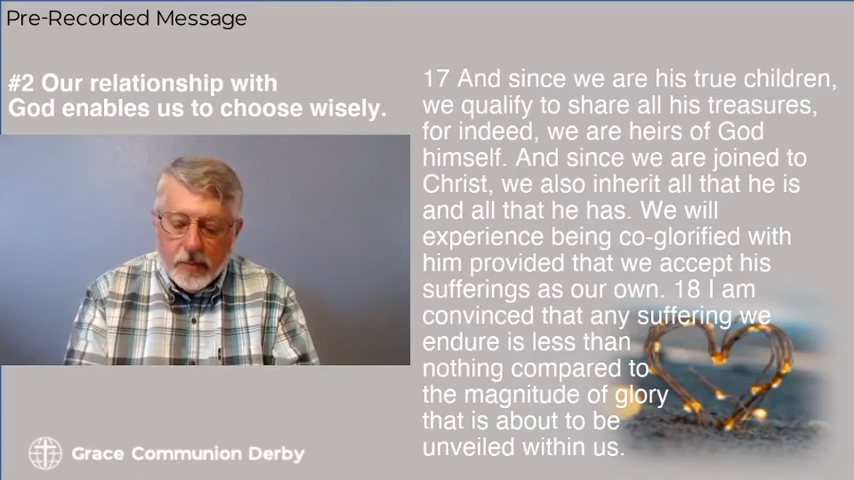 Pre-Recorded Message
#2 Our relationship with
God enables us to choose wisely.
17 And since we are his true children,
we qualify to share all his treasures,
for indeed, we are heirs of God
himself. And since we are joined to
Christ, we also inherit all that he is
and all that he has. We will
experience being co-glorified with
him provided that we accept his
sufferings as our own. 18 I am
convinced that any suffering we
endure is less than
nothing compared to
the magnitude of glory
that is about to be
unveiled within us.
Grace Communion Derby